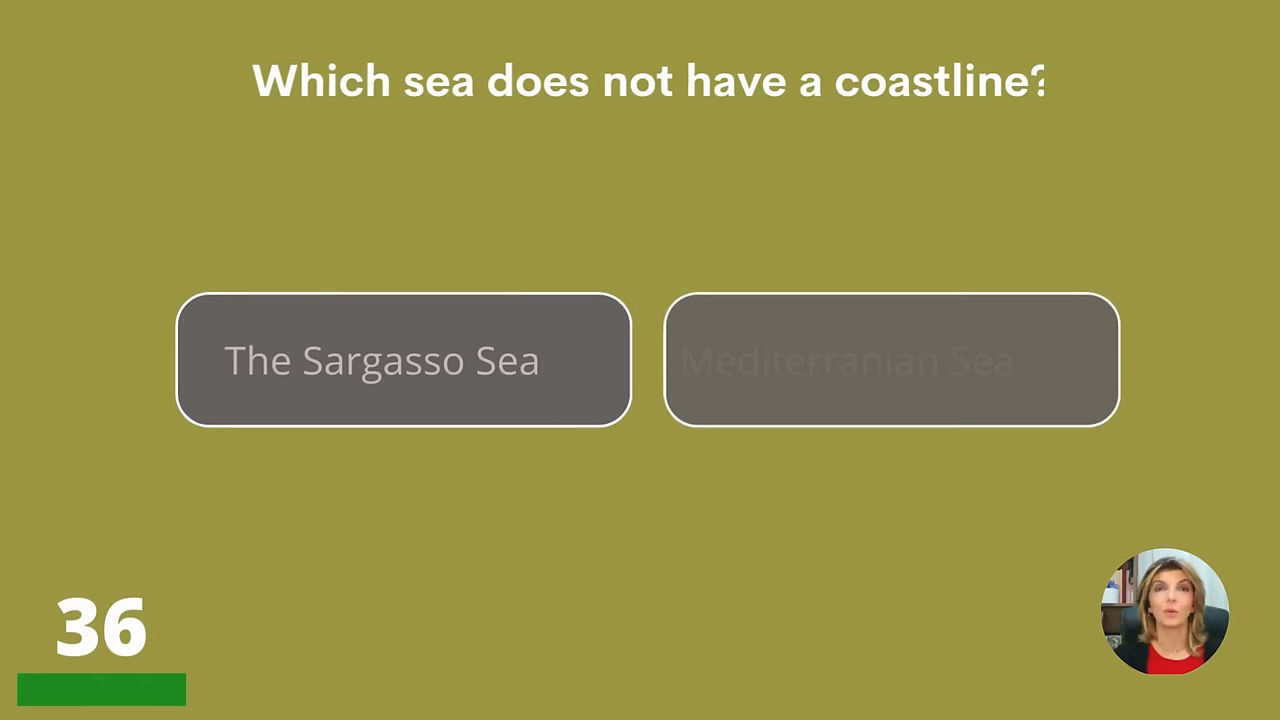 Which sea does not have a coastline?
The Sargasso Sea
Mediterranian Sea
36